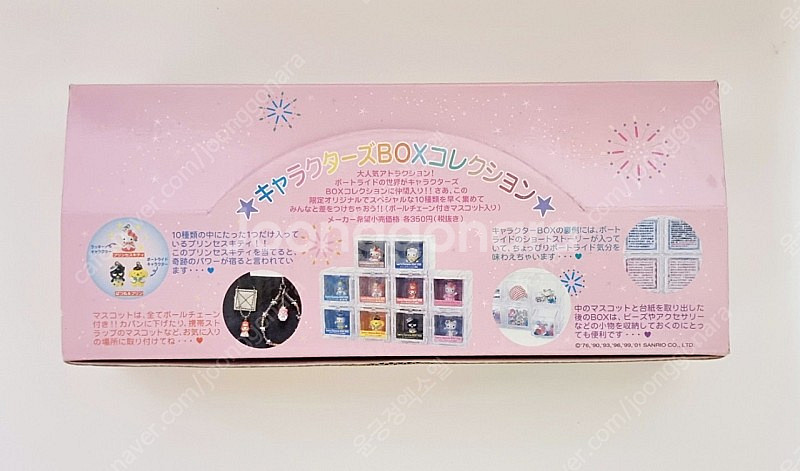 ★キャラクターズBOXコレクション★
大人気アトラクション！
ボートライドの世界がキャラクターズ
BOXコレクションに仲間入り!!さあ、この
限定オリジナルでスペシャルな10種類を早く集めて
みんなと差をつけちゃおう!!(ボールチェーン付きマスコット入り)
メーカー希望小売価格 各350円(税抜き)
10種類の中にたった1つだけ入って
いるプリンセスキティ!!
このプリンセスキティを当てると、
奇跡のパワーが宿ると言われてい
ます・・・♥
プリンセスキティ
マスコットは、全てボールチェーン
付き!!カバンに下げたり、携帯スト
ラップのマスコットなど、お気に入り
の場所に取り付けてね・・・♥
キャラクターBOXの裏側には、ボート
ライドのショートストーリーが入って
いて、ちょっぴりボートライド気分を
味わえちゃいます・・・♥
中のマスコットと台紙を取り出した
後のBOXは、ビーズやアクセサリー
などの小物を収納しておくのにとっ
ても便利です・・・♥
©'76,'90,'93,'96,'99,'01 SANRIO CO., LTD.
joonggonara
cafe.naver.com/joonggonara